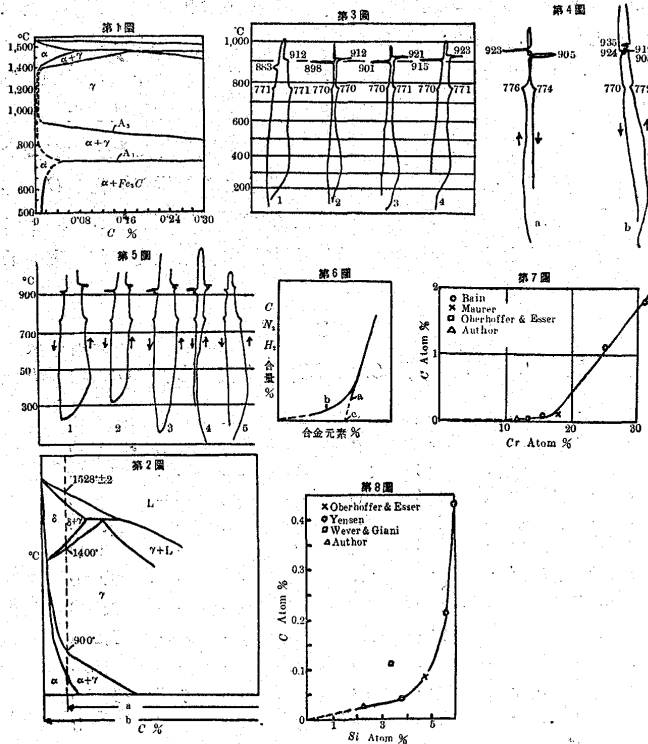 第1圖
°C
1,500
1,400
1,200
1,000
800
600
500
α
α+γ
γ
A3
α+γ
A1
α
α+Fe3C
0 0·08 0·16 0·24 0·30
C %
第3圖
°C
1,000
800
600
400
300
200
912 912 921 923
883 898 901 915
771 771 770 770 770 771 770 771
1 2 3 4
第4圖
923
905
776 774
a
935
924
770
b
第5圖
°C
900
700
500
300
1 2 3 4 5
第6圖
C
N2
H2
合量
%
b
a
c
合金元素 %
第7圖
2
1
0
C Atom %
Bain
Maurer
Oberhoffer & Esser
Author
10 20 30
Cr Atom %
第2圖
°C
1528°±2
L
δ
δ+γ
γ+L
1400°
γ
900°
α
α+γ
a
b
C %
第8圖
Oberhoffer & Esser
Yensen
Wever & Giani
Author
0.4
0.3
0.2
0.1
0
C Atom %
1 3 5
Si Atom %